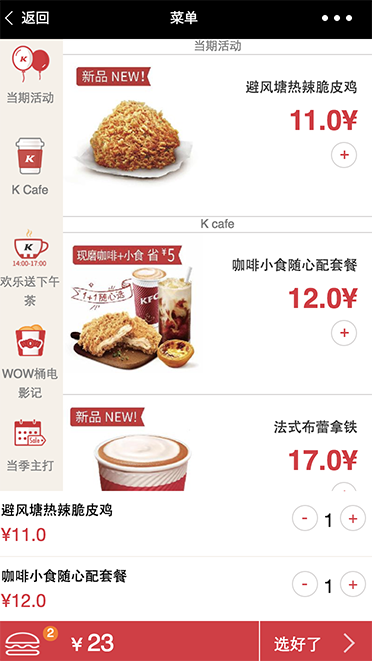 返回
菜单
当期活动
K
当期活动
新品 NEW!
避风塘热辣脆皮鸡
11.0¥
+
K
K Cafe
K cafe
K
14:00-17:00
欢乐送下午
茶
现磨咖啡+小食 省 ¥5
1+1随心选
KFC
咖啡小食随心配套餐
12.0¥
+
WOW桶电
影记
Sale
当季主打
新品 NEW!
法式布蕾拿铁
17.0¥
避风塘热辣脆皮鸡
¥11.0
- 1 +
咖啡小食随心配套餐
¥12.0
- 1 +
2
¥ 23
选好了